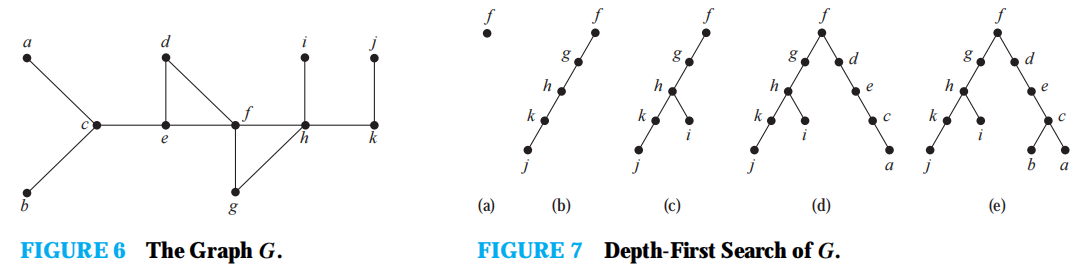 a
d
i
j
c
e
f
h
k
b
g
FIGURE 6 The Graph G.
f
f
g
h
k
j
f
g
h
k
i
j
f
g
d
h
e
k
c
i
j
a
f
g
d
h
e
k
c
i
j
b
a
(a) (b) (c) (d) (e)
FIGURE 7 Depth-First Search of G.